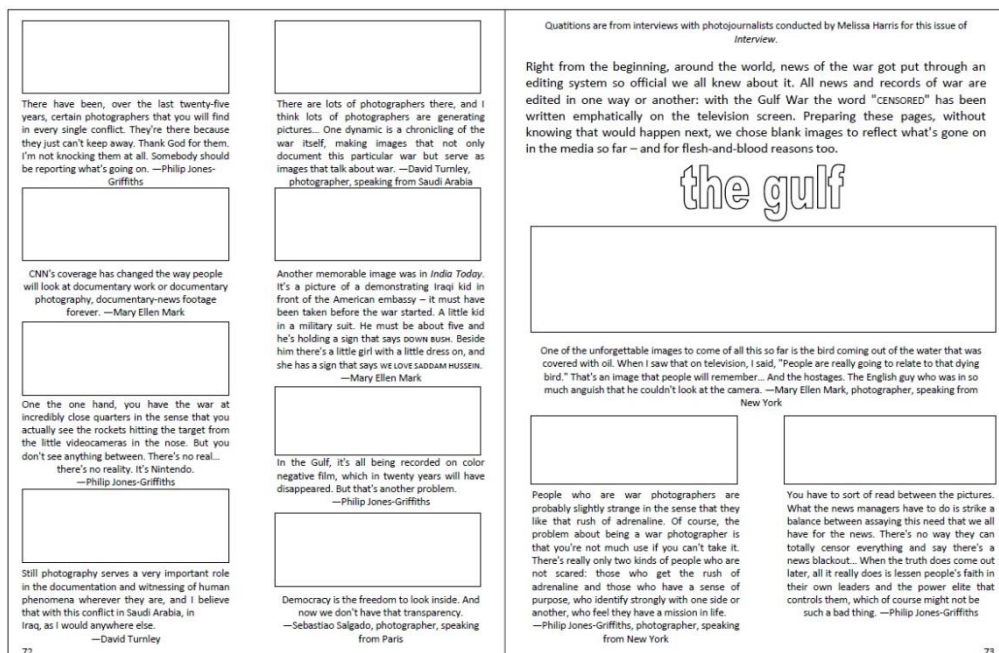 There have been, over the last twenty-five
years, certain photographers that you will find
in every single conflict. They're there because
they just can't keep away. Thank God for them.
I'm not knocking them at all. Somebody should
be reporting what's going on. —Philip Jones-
Griffiths
CNN's coverage has changed the way people
will look at documentary work or documentary
photography, documentary-news footage
forever. —Mary Ellen Mark
One the one hand, you have the war at
incredibly close quarters in the sense that you
actually see the rockets hitting the target from
the little videocameras in the nose. But you
don't see anything between. There's no real...
there's no reality. It's Nintendo.
—Philip Jones-Griffiths
Still photography serves a very important role
in the documentation and witnessing of human
phenomena wherever they are, and I believe
that with this conflict in Saudi Arabia, in
Iraq, as I would anywhere else.
—David Turnley
72
There are lots of photographers there, and I
think lots of photographers are generating
pictures... One dynamic is a chronicling of the
war itself, making images that not only
document this particular war but serve as
images that talk about war. —David Turnley,
photographer, speaking from Saudi Arabia
Another memorable image was in India Today.
It's a picture of a demonstrating Iraqi kid in
front of the American embassy – it must have
been taken before the war started. A little kid
in a military suit. He must be about five and
he's holding a sign that says DOWN BUSH. Beside
him there's a little girl with a little dress on, and
she has a sign that says WE LOVE SADDAM HUSSEIN.
—Mary Ellen Mark
In the Gulf, it's all being recorded on color
negative film, which in twenty years will have
disappeared. But that's another problem.
—Philip Jones-Griffiths
Democracy is the freedom to look inside. And
now we don't have that transparency.
—Sebastiao Salgado, photographer, speaking
from Paris
Quatitions are from interviews with photojournalists conducted by Melissa Harris for this issue of
Interview.
Right from the beginning, around the world, news of the war got put through an
editing system so official we all knew about it. All news and records of war are
edited in one way or another: with the Gulf War the word "CENSORED" has been
written emphatically on the television screen. Preparing these pages, without
knowing that would happen next, we chose blank images to reflect what's gone on
in the media so far – and for flesh-and-blood reasons too.
the gulf
One of the unforgettable images to come of all this so far is the bird coming out of the water that was
covered with oil. When I saw that on television, I said, "People are really going to relate to that dying
bird." That's an image that people will remember... And the hostages. The English guy who was in so
much anguish that he couldn't look at the camera. —Mary Ellen Mark, photographer, speaking from
New York
People who are war photographers are
probably slightly strange in the sense that they
like that rush of adrenaline. Of course, the
problem about being a war photographer is
that you're not much use if you can't take it.
There's really only two kinds of people who are
not scared: those who get the rush of
adrenaline and those who have a sense of
purpose, who identify strongly with one side or
another, who feel they have a mission in life.
—Philip Jones-Griffiths, photographer, speaking
from New York
You have to sort of read between the pictures.
What the news managers have to do is strike a
balance between assaying this need that we all
have for the news. There's no way they can
totally censor everything and say there's a
news blackout... When the truth does come out
later, all it really does is lessen people's faith in
their own leaders and the power elite that
controls them, which of course might not be
such a bad thing. —Philip Jones-Griffiths
73